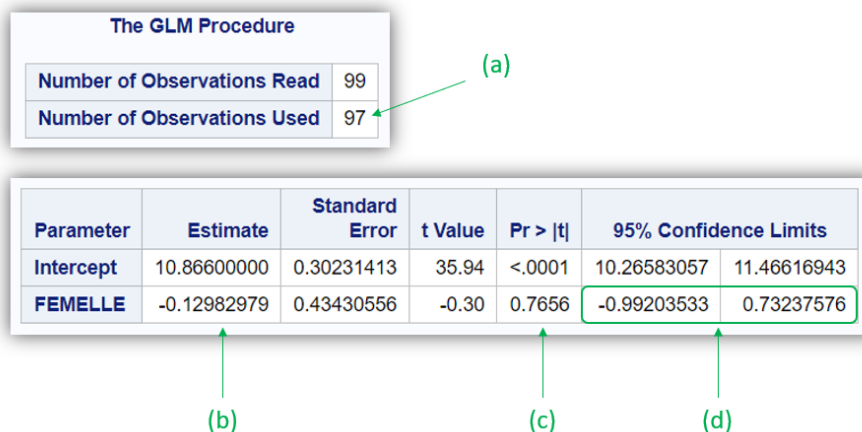 The GLM Procedure
Number of Observations Read 99
(a)
Number of Observations Used 97
Parameter Estimate Standard Error t Value Pr > |t| 95% Confidence Limits
Intercept 10.86600000 0.30231413 35.94 <.0001 10.26583057 11.46616943
FEMELLE -0.12982979 0.43430556 -0.30 0.7656 -0.99203533 0.73237576
(b) (c) (d)